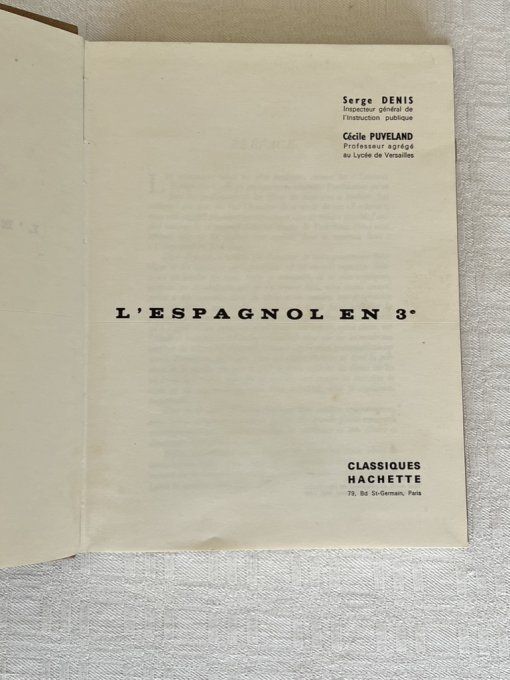 Serge DENIS
Inspecteur général de
l'Instruction publique
Cécile PUVELAND
Professeur agrégé
au Lycée de Versailles
L'ESPAGNOL EN 3e
CLASSIQUES
HACHETTE
79, Bd St-Germain, Paris